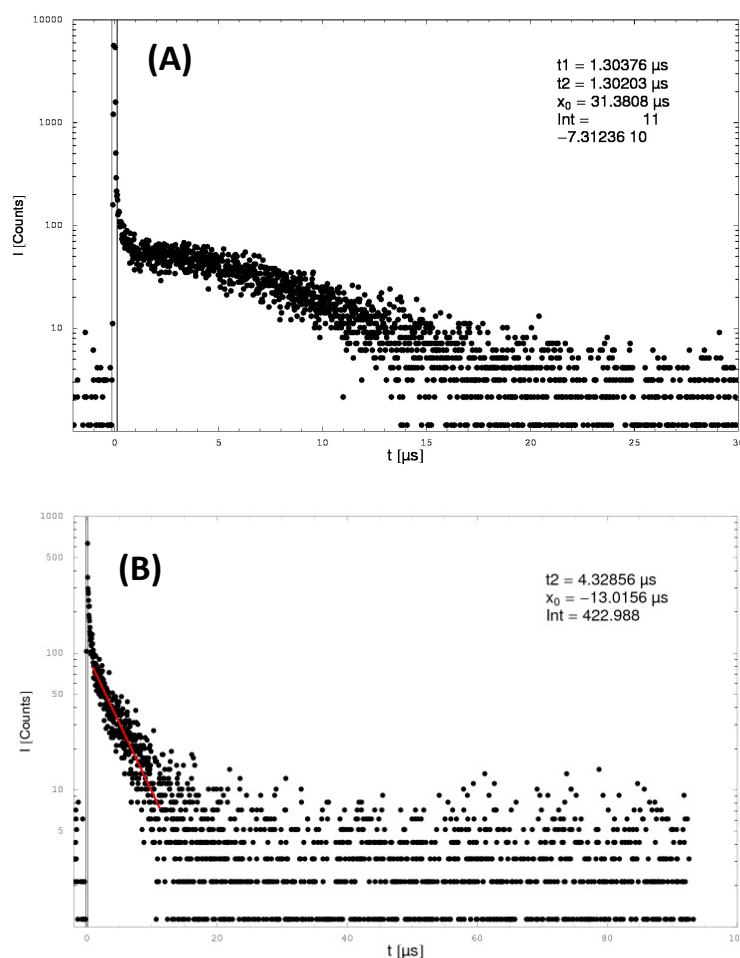 10000
(A)
t1 = 1.30376 µs
t2 = 1.30203 µs
x₀ = 31.3808 µs
Int = 11
−7.31236 10
1000
100
10
I [Counts]
0 5 10 15 20 25 30
t [µs]
1000
(B)
500
t2 = 4.32856 µs
x₀ = −13.0156 µs
Int = 422.988
100
50
10
5
I [Counts]
0 20 40 60 80 100
t [µs]